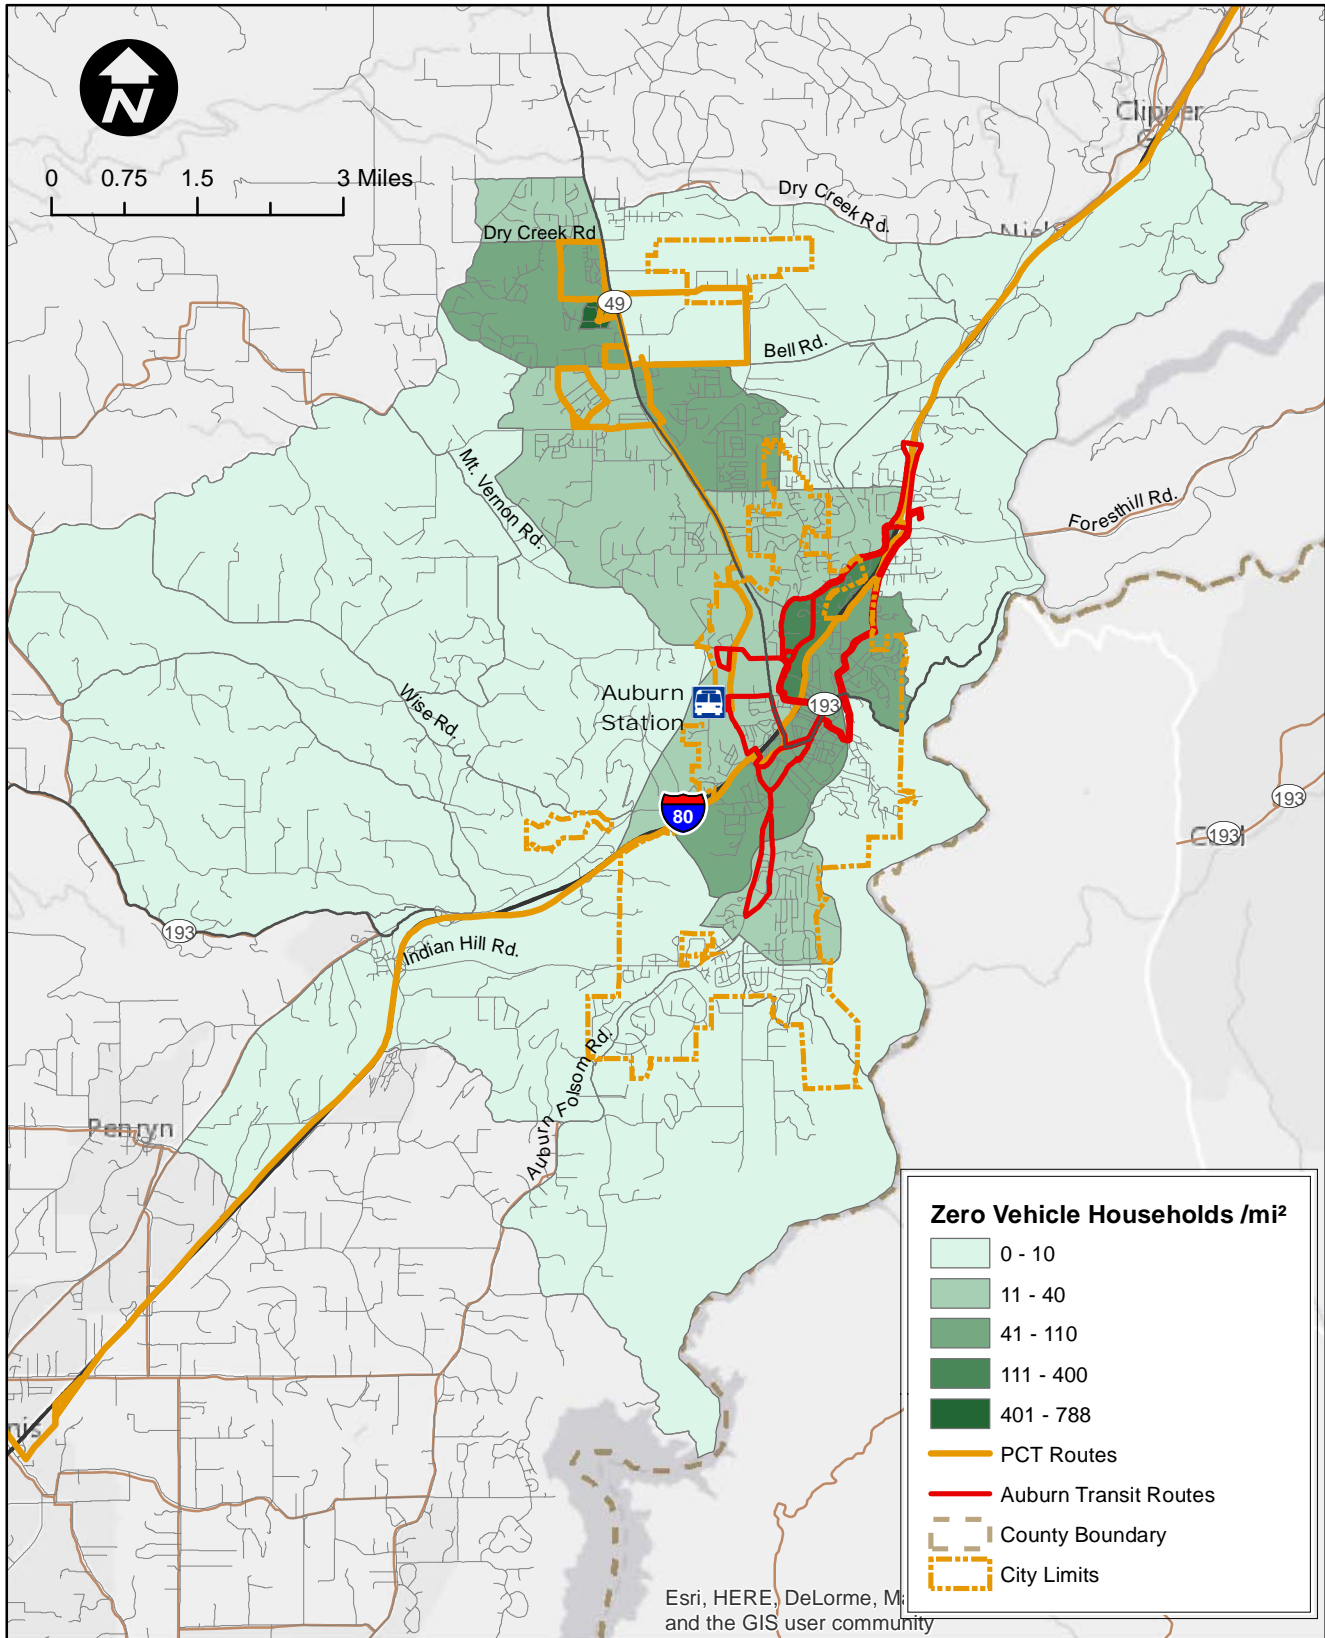 N
0 0.75 1.5 3 Miles
Clipper
Dry Creek Rd.
Dry Creek Rd
49
Bell Rd.
Mt. Vernon Rd.
Foresthill Rd.
Wise Rd.
Auburn
Station
193
80
193
193
193
Indian Hill Rd.
Auburn Folsom Rd.
Penryn
Zero Vehicle Households /mi²
0 - 10
11 - 40
41 - 110
111 - 400
401 - 788
PCT Routes
Auburn Transit Routes
County Boundary
City Limits
Esri, HERE, DeLorme,
and the GIS user community